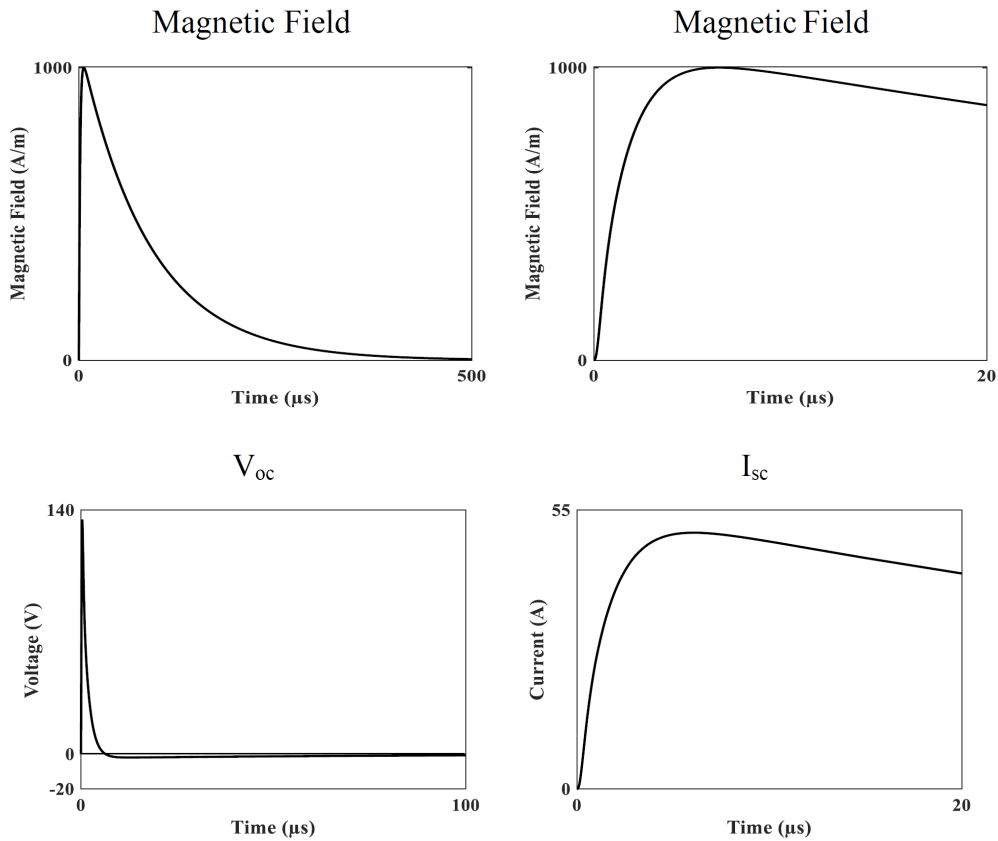 Magnetic Field
1000
Magnetic Field (A/m)
0
0
500
Time (µs)
Magnetic Field
1000
Magnetic Field (A/m)
0
0
20
Time (µs)
Voc
140
Voltage (V)
0
-20
0
100
Time (µs)
Isc
55
Current (A)
0
0
20
Time (µs)